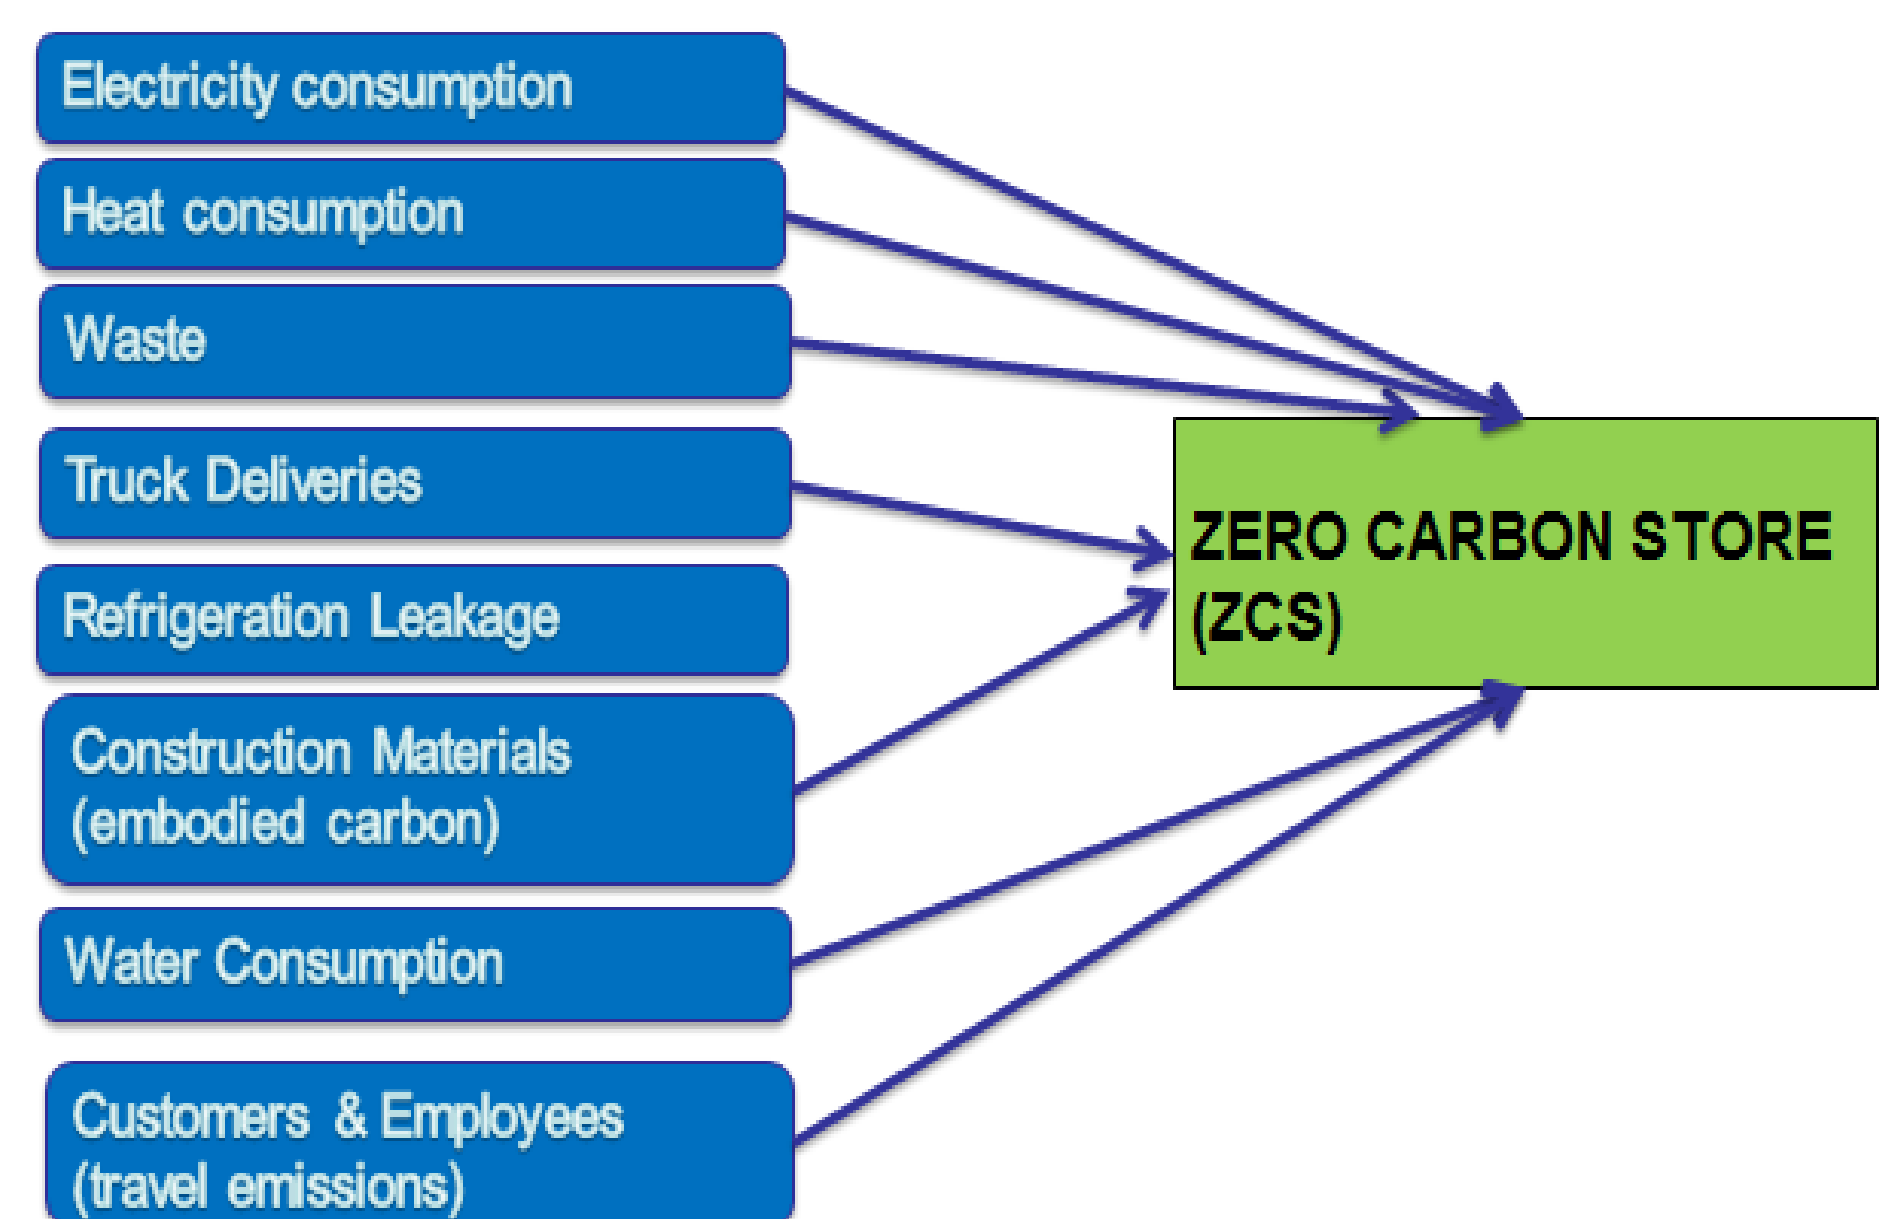 Electricity consumption
Heat consumption
Waste
Truck Deliveries
Refrigeration Leakage
Construction Materials
(embodied carbon)
Water Consumption
Customers & Employees
(travel emissions)
ZERO CARBON STORE
(ZCS)